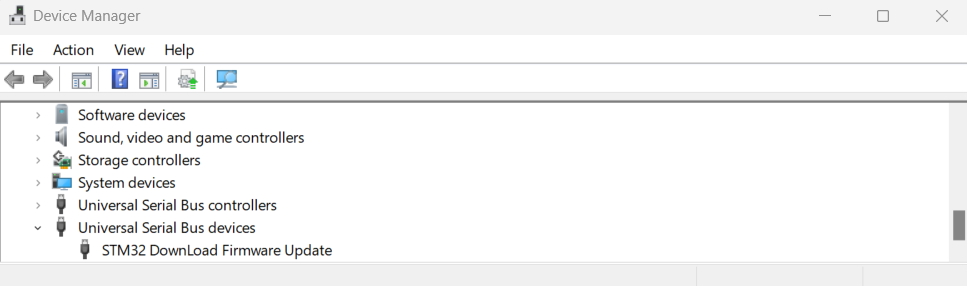 Device Manager
File Action View Help
Software devices
Sound, video and game controllers
Storage controllers
System devices
Universal Serial Bus controllers
Universal Serial Bus devices
STM32 DownLoad Firmware Update